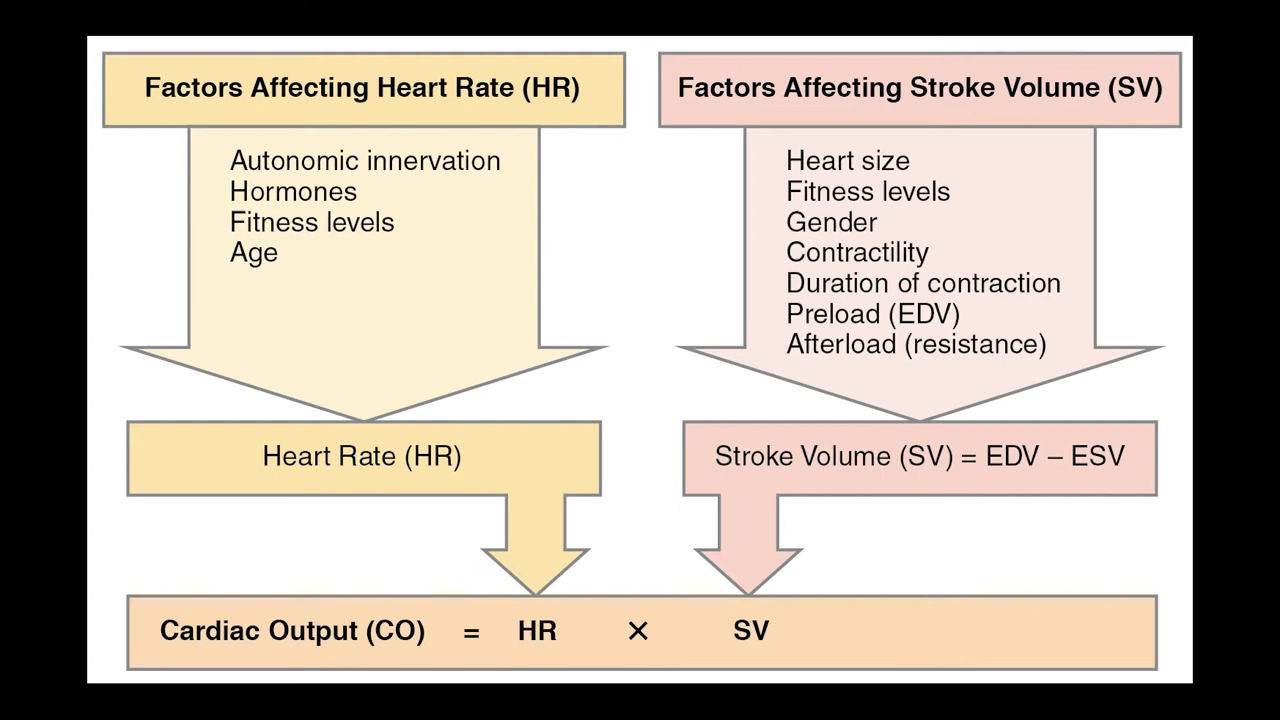 Factors Affecting Heart Rate (HR)
Autonomic innervation
Hormones
Fitness levels
Age
Heart Rate (HR)
Factors Affecting Stroke Volume (SV)
Heart size
Fitness levels
Gender
Contractility
Duration of contraction
Preload (EDV)
Afterload (resistance)
Stroke Volume (SV) = EDV – ESV
Cardiac Output (CO) = HR × SV